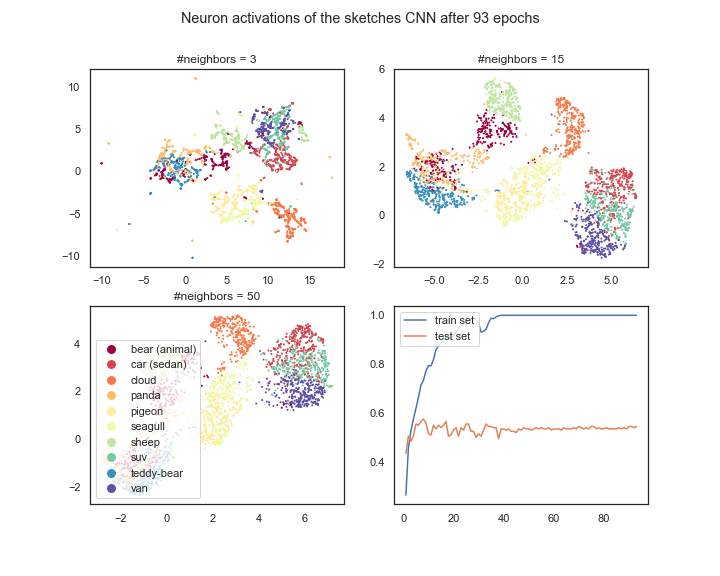 Neuron activations of the sketches CNN after 93 epochs
#neighbors = 3
10
5
0
−5
−10
−10
−5
0
5
10
15
#neighbors = 15
6
4
2
0
−2
−5.0
−2.5
0.0
2.5
5.0
#neighbors = 50
4
2
0
−2
−2
0
2
4
6
bear (animal)
car (sedan)
cloud
panda
pigeon
seagull
sheep
suv
teddy-bear
van
1.0
0.8
0.6
0.4
0
20
40
60
80
train set
test set